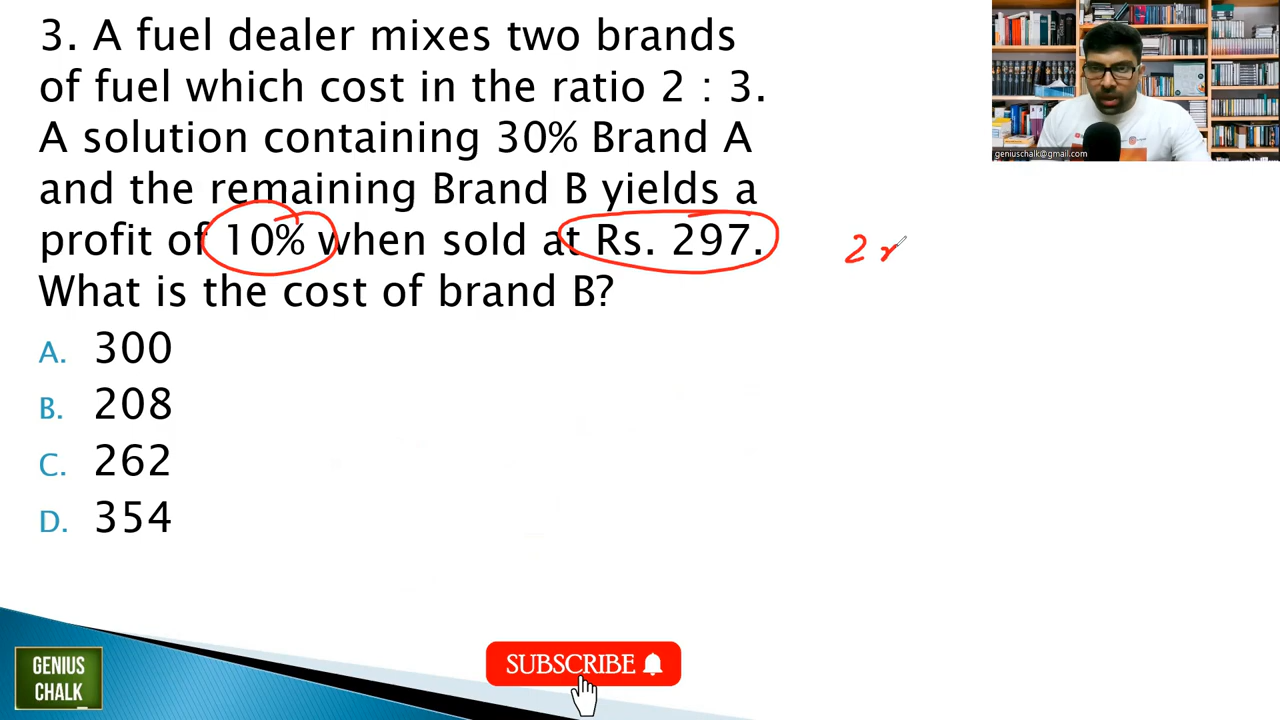 3. A fuel dealer mixes two brands
of fuel which cost in the ratio 2 : 3.
A solution containing 30% Brand A
and the remaining Brand B yields a
profit of 10% when sold at Rs. 297.
What is the cost of brand B?
A. 300
B. 208
C. 262
D. 354
2
geniuschalk@gmail.com
SUBSCRIBE
GENIUS
CHALK